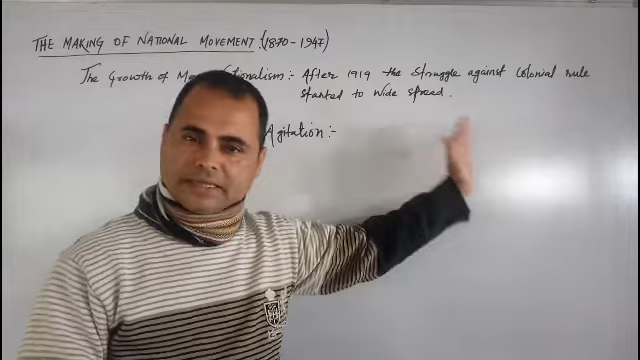 THE MAKING OF NATIONAL MOVEMENT:(1870-1947)
The Growth of Nationalism:- After 1919 the struggle against Colonial rule
started to wide spread.
Agitation:-